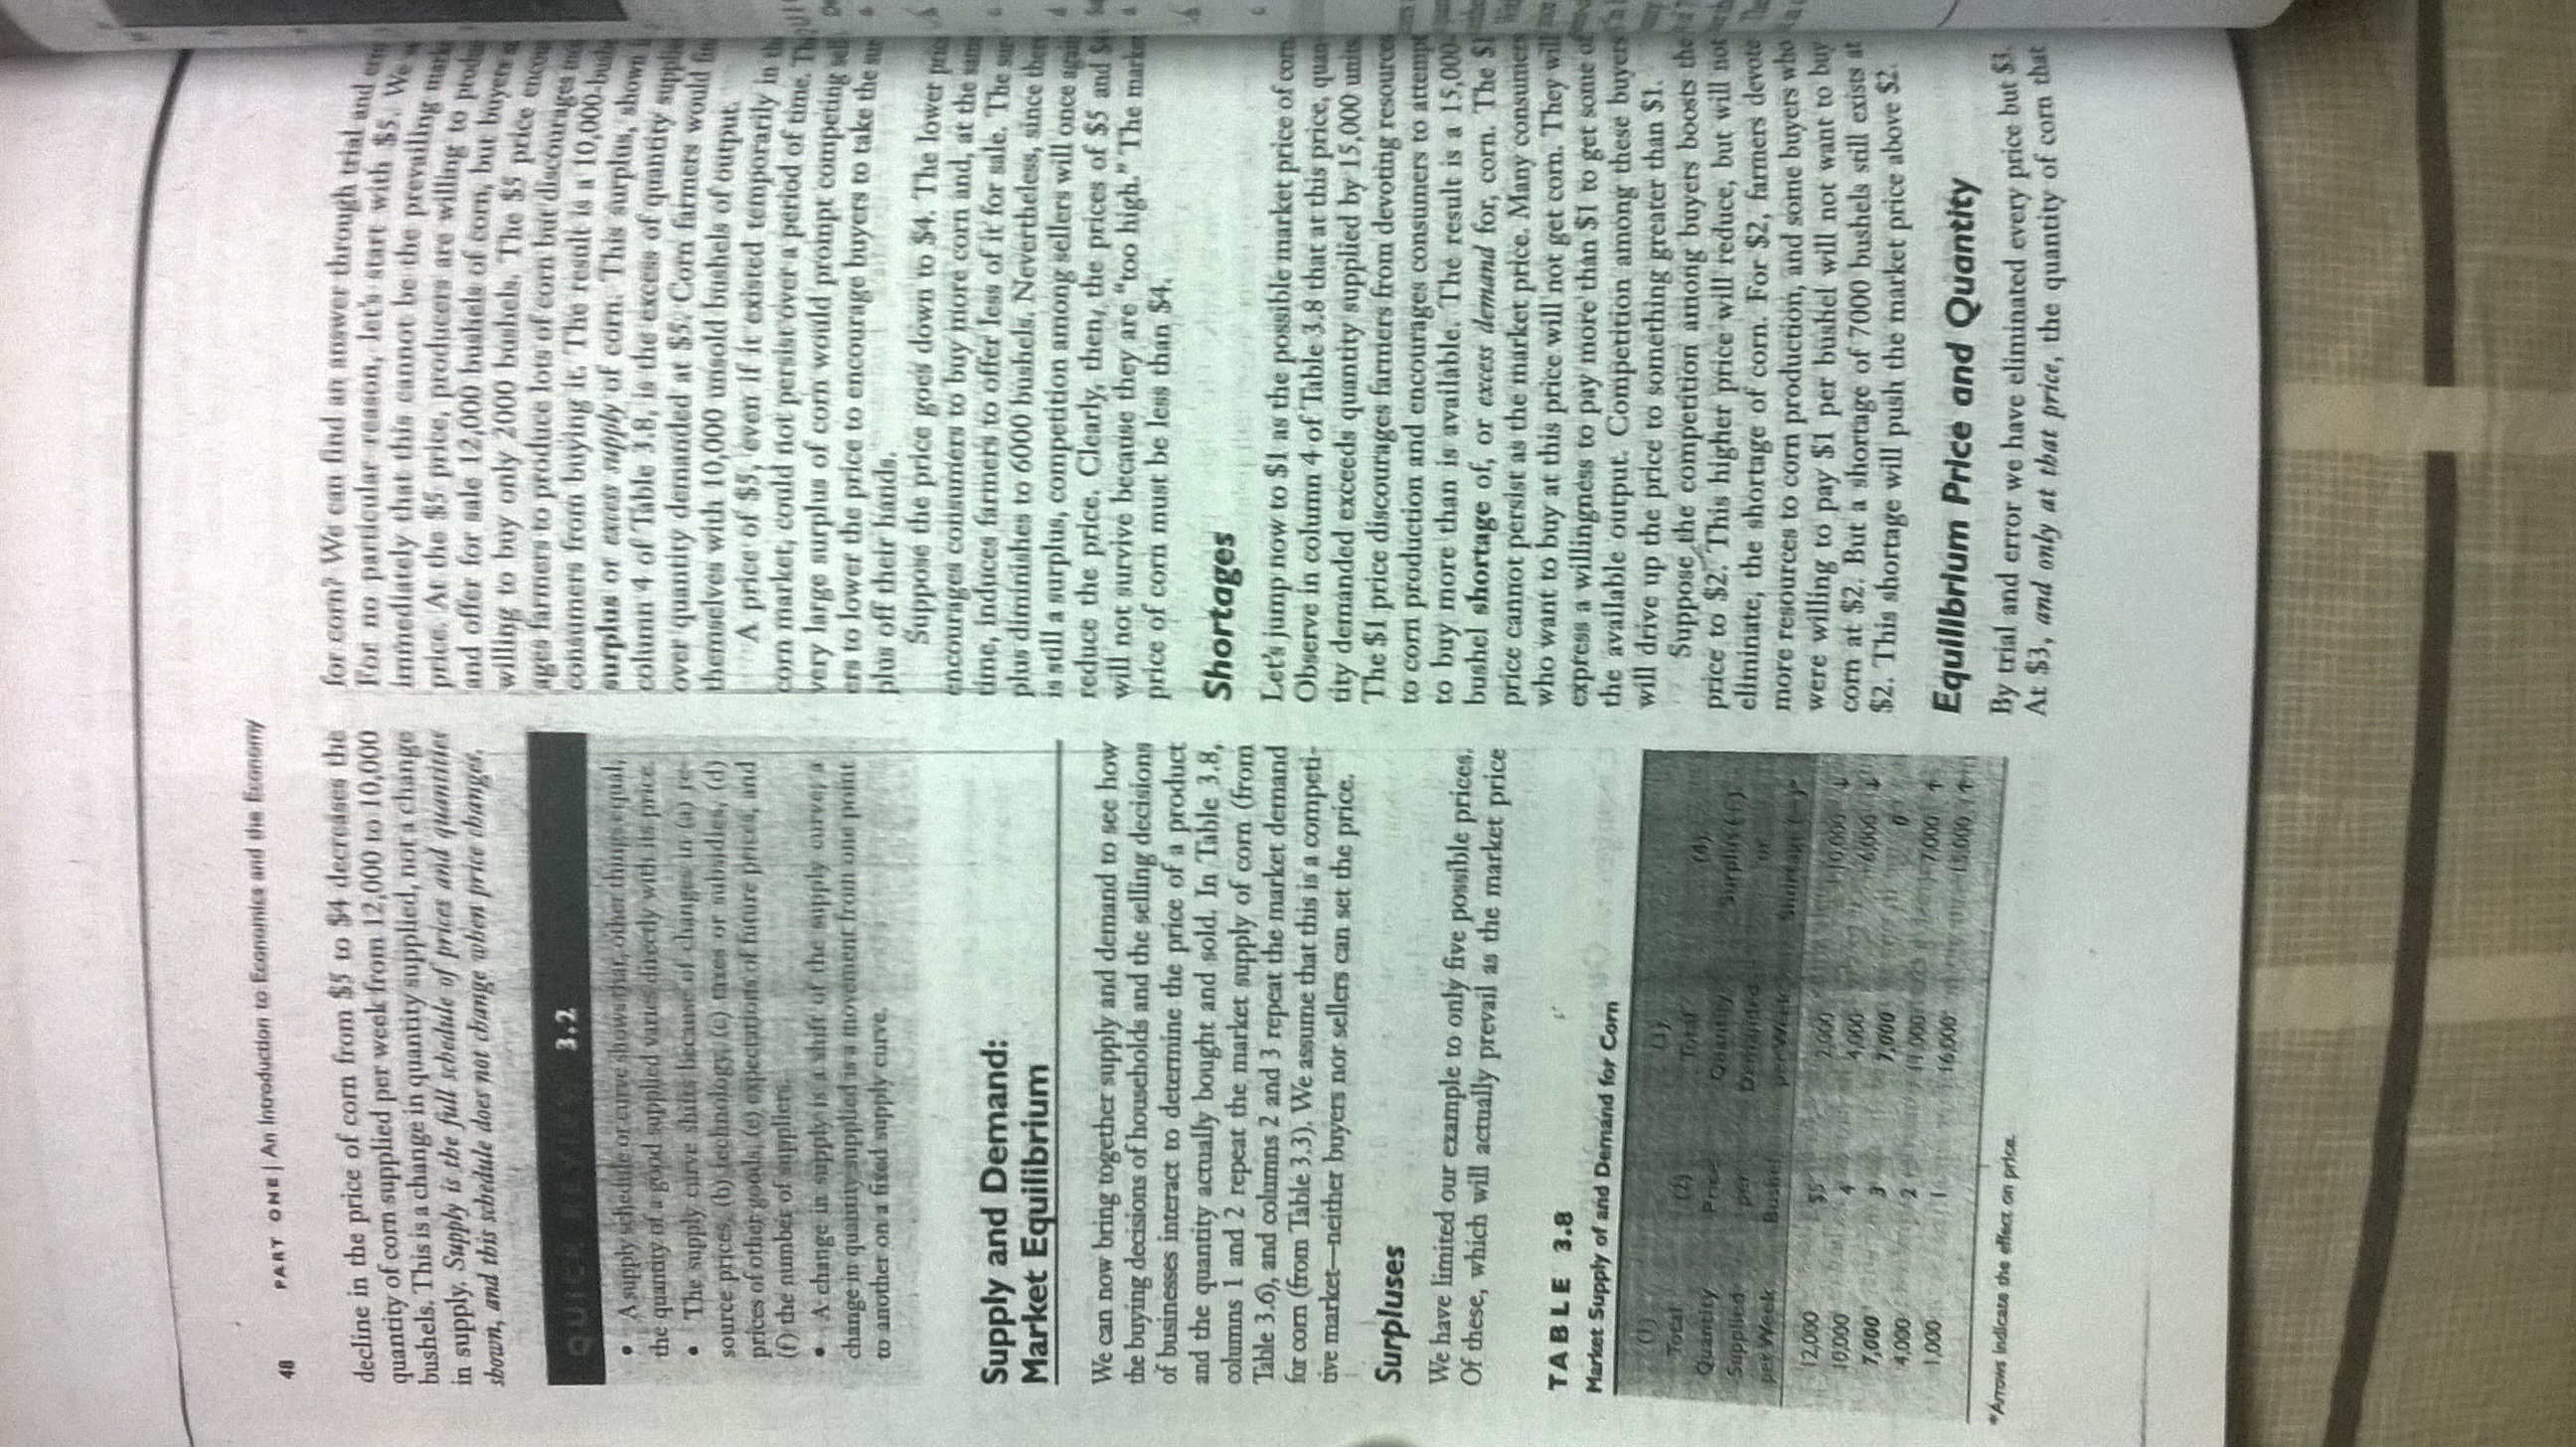 48 PART ONE | An Introduction to Economics and the Economy
decline in the price of corn from $5 to $4 decreases the
quantity of corn supplied per week from 12,000 to 10,000
bushels. This is a change in quantity supplied, not a change
in supply. Supply is the full schedule of prices and quantities
shown, and this schedule does not change when price changes.
QUICK REVIEW 3.2
• A supply schedule or curve shows that, other things equal,
the quantity of a good supplied varies directly with its price.
• The supply curve shifts because of changes in (a) re-
source prices, (b) technology, (c) taxes or subsidies, (d)
prices of other goods, (e) expectations of future prices, and
(f) the number of suppliers.
• A change in supply is a shift of the supply curve; a
change in quantity supplied is a movement from one point
to another on a fixed supply curve.
Supply and Demand:
Market Equilibrium
We can now bring together supply and demand to see how
the buying decisions of households and the selling decisions
of businesses interact to determine the price of a product
and the quantity actually bought and sold. In Table 3.8,
columns 1 and 2 repeat the market supply of corn (from
Table 3.6), and columns 2 and 3 repeat the market demand
for corn (from Table 3.3). We assume that this is a competi-
tive market—neither buyers nor sellers can set the price.
Surpluses
We have limited our example to only five possible prices.
Of these, which will actually prevail as the market price
TABLE 3.8
Market Supply of and Demand for Corn
(1) Total Quantity Supplied per Week (2) Price per Bushel (3) Total Quantity Demanded per Week (4) Surplus (+) or Shortage (−)*
12,000 $5 2,000 +10,000 ↓
10,000 4 4,000 +6,000 ↓
7,000 3 7,000 0
4,000 2 11,000 −7,000 ↑
1,000 1 16,000 −15,000 ↑
*Arrows indicate the effect on price.
for corn? We can find an answer through trial and
For no particular reason, let's start with $5. We
immediately that this cannot be the prevailing
price. At the $5 price, producers are willing to
and offer for sale 12,000 bushels of corn, but buyers
willing to buy only 2000 bushels. The $5 price
ages farmers to produce lots of corn but discourages
consumers from buying it. The result is a
surplus or excess supply of corn. This surplus, shown
column 4 of Table 3.8, is the excess of quantity
over quantity demanded at $5. Corn farmers would
themselves with 10,000 unsold bushels of output.
A price of $5, even if it existed temporarily in
corn market, could not persist over a period of time.
very large surplus of corn would prompt competing sell-
ers to lower the price to encourage buyers to take the sur-
plus off their hands.
Suppose the price goes down to $4. The lower price
encourages consumers to buy more corn and, at the same
time, induces farmers to offer less of it for sale. The sur-
plus diminishes to 6000 bushels. Nevertheless, since there
is still a surplus, competition among sellers will once again
reduce the price. Clearly, then, the prices of $5 and $4
will not survive because they are “too high.” The market
price of corn must be less than $4.
Shortages
Let's jump now to $1 as the possible market price of corn.
Observe in column 4 of Table 3.8 that at this price, quan-
tity demanded exceeds quantity supplied by 15,000 units.
The $1 price discourages farmers from devoting resources
to corn production and encourages consumers to attempt
to buy more than is available. The result is a 15,000-
bushel shortage of, or excess demand for, corn. The $1
price cannot persist as the market price. Many consumers
who want to buy at this price will not get corn. They will
express a willingness to pay more than $1 to get some of
the available output. Competition among these buyers
will drive up the price to something greater than $1.
Suppose the competition among buyers boosts the
price to $2. This higher price will reduce, but will not
eliminate, the shortage of corn. For $2, farmers devote
more resources to corn production, and some buyers who
were willing to pay $1 per bushel will not want to buy
corn at $2. But a shortage of 7000 bushels still exists at
$2. This shortage will push the market price above $2.
Equilibrium Price and Quantity
By trial and error we have eliminated every price but $3.
At $3, and only at that price, the quantity of corn that